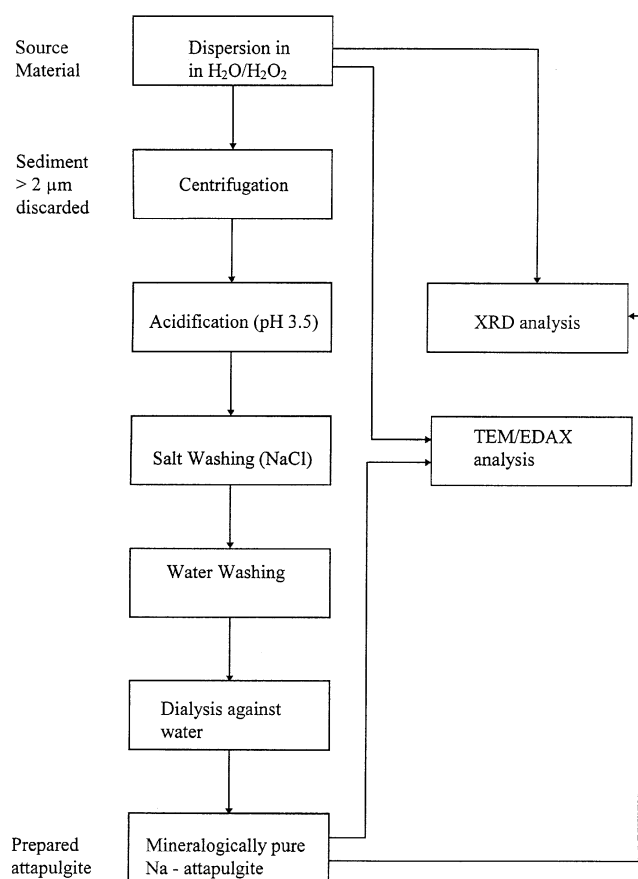 Source
Material
Dispersion in
in H₂O/H₂O₂
Sediment
> 2 µm
discarded
Centrifugation
Acidification (pH 3.5)
XRD analysis
Salt Washing (NaCl)
TEM/EDAX
analysis
Water Washing
Dialysis against
water
Prepared
attapulgite
Mineralogically pure
Na - attapulgite